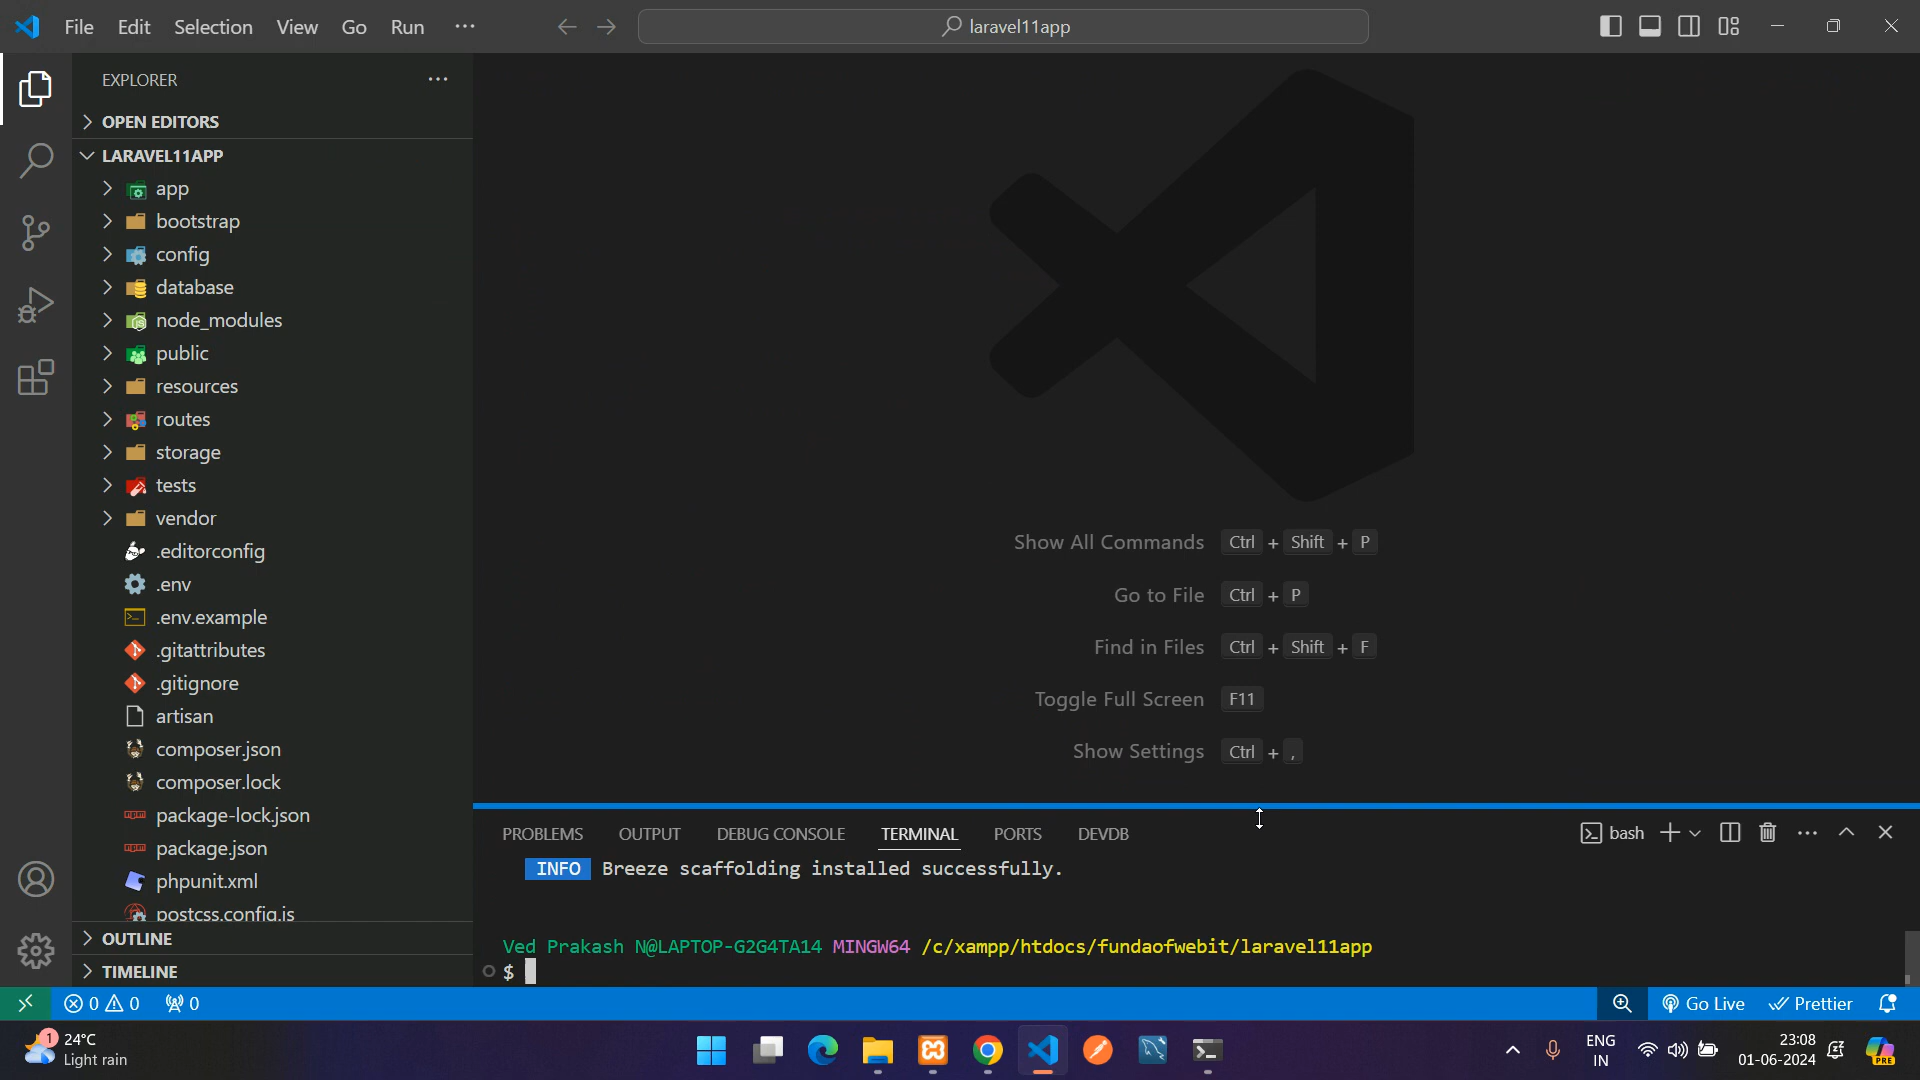 File Edit Selection View Go Run ···
laravel11app
EXPLORER
OPEN EDITORS
LARAVEL11APP
app
bootstrap
config
database
node_modules
public
resources
routes
storage
tests
vendor
.editorconfig
.env
.env.example
.gitattributes
.gitignore
artisan
composer.json
composer.lock
package-lock.json
package.json
phpunit.xml
postcss.config.js
OUTLINE
TIMELINE
Show All Commands Ctrl + Shift + P
Go to File Ctrl + P
Find in Files Ctrl + Shift + F
Toggle Full Screen F11
Show Settings Ctrl + ,
PROBLEMS OUTPUT DEBUG CONSOLE TERMINAL PORTS DEVDB
bash
INFO Breeze scaffolding installed successfully.
Ved Prakash N@LAPTOP-G2G4TA14 MINGW64 /c/xampp/htdocs/fundaofwebit/laravel11app
$
0 0 0
Go Live Prettier
1
24°C
Light rain
ENG
IN
23:08
01-06-2024
PRE